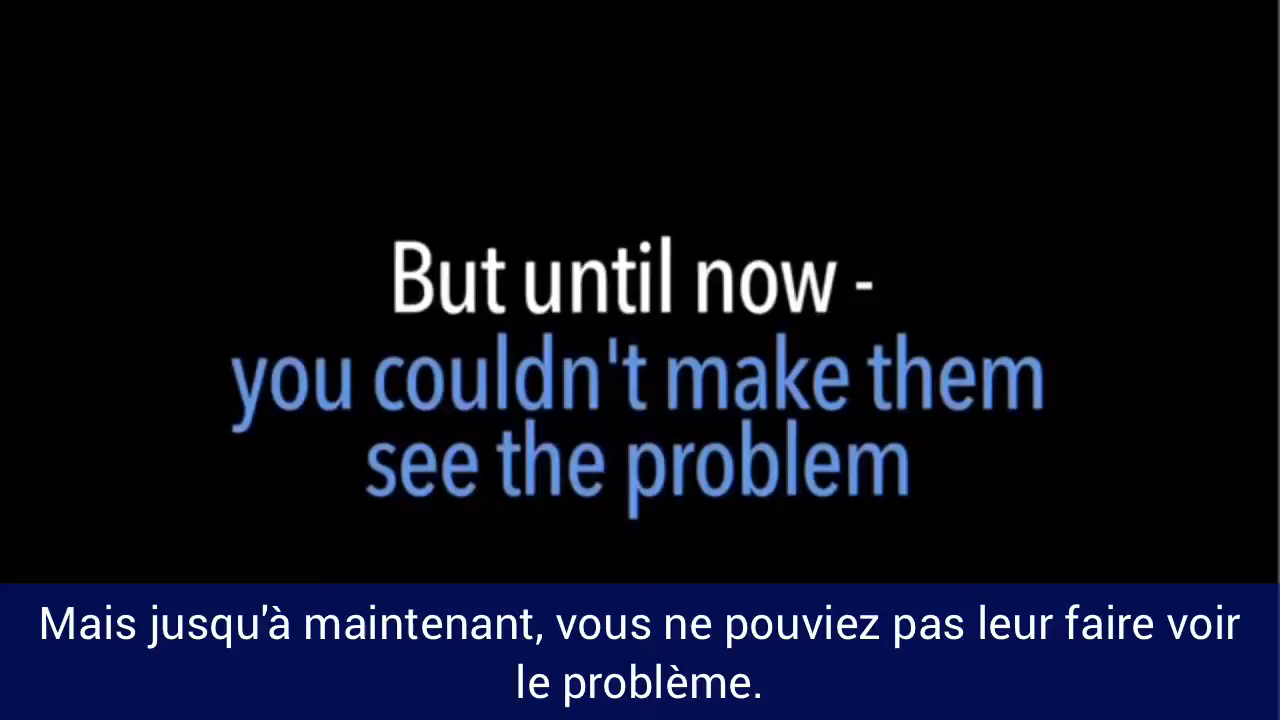 But until now -
you couldn't make them
see the problem
Mais jusqu'à maintenant, vous ne pouviez pas leur faire voir
le problème.